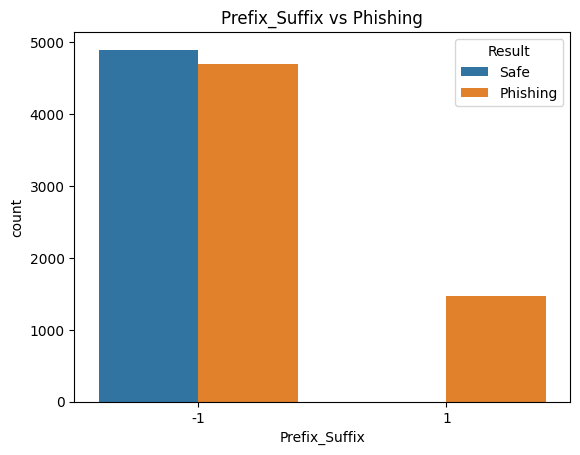 Prefix_Suffix vs Phishing
Result
Safe
Phishing
5000
4000
3000
2000
1000
0
count
-1
1
Prefix_Suffix